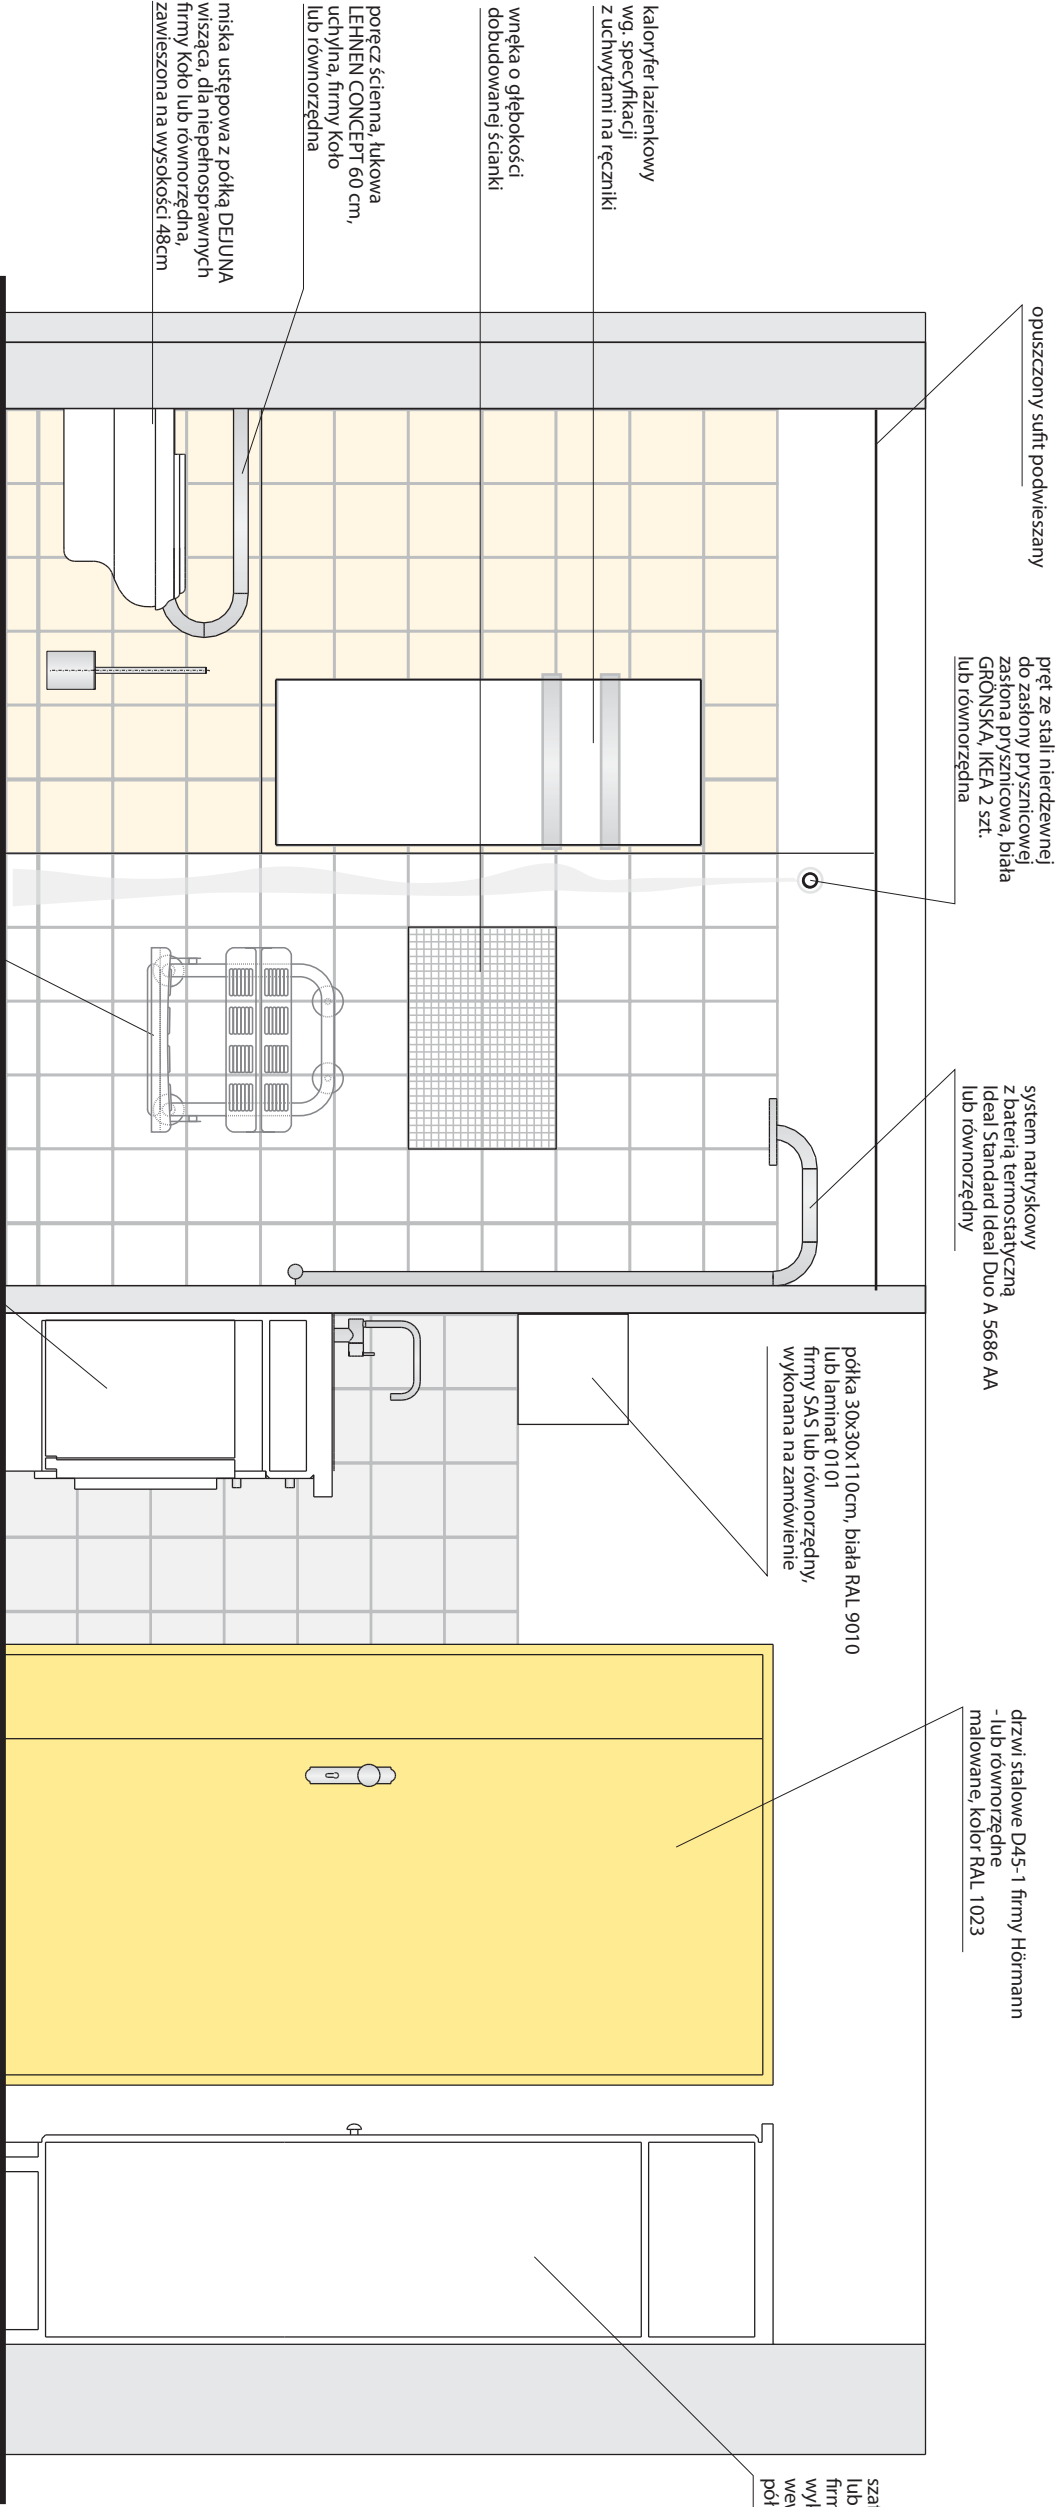 opuszczony sufit podwieszany
pręt ze stali nierdzewnej
do zasłony prysznicowej
zasłona prysznicowa, biała
GRÖNSKA, IKEA 2 szt.
lub równorzędna
system natryskowy
z baterią termostatyczną
Ideal Standard Ideal Duo A 5686 AA
lub równorzędny
drzwi stalowe D45-1 firmy Hörmann
- lub równorzędne
malowane, kolor RAL 1023
półka 30x30x110cm, biała RAL 9010
lub laminat 0101
firmy SAS lub równorzędny,
wykonana na zamówienie
kaloryfer lazienkowy
wg. specyfikacji
z uchwytami na ręczniki
wnęka o głębokości
dobudowanej ścianki
poręcz ścienna, łukowa
LEHNEN CONCEPT 60 cm,
uchylna, firmy Koło
lub równorzędna
miska ustępowa z półką DEJUNA
wisząca, dla niepełnosprawnych
firmy Koło lub równorzędna,
zawieszona na wysokości 48cm
lub